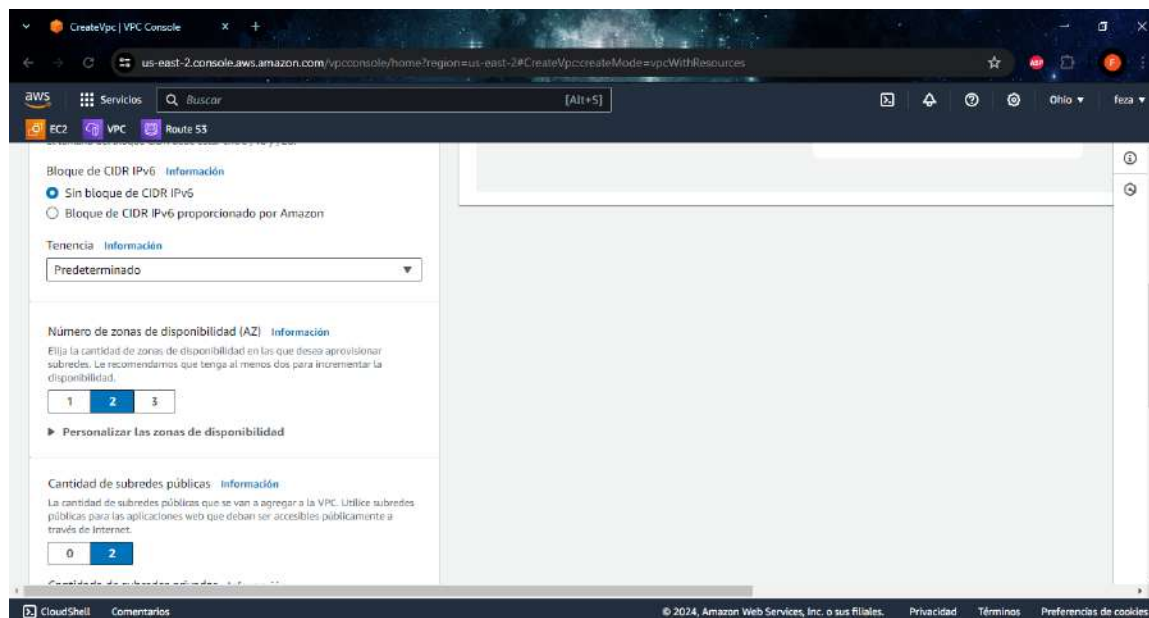 CreateVpc | VPC Console
us-east-2.console.aws.amazon.com/vpcconsole/home?region=us-east-2#CreateVpc:createMode=vpcWithResources
aws Servicios Buscar [Alt+S] Ohio feza
EC2 VPC Route 53
Bloque de CIDR IPv6 Información
Sin bloque de CIDR IPv6
Bloque de CIDR IPv6 proporcionado por Amazon
Tenencia Información
Predeterminado
Número de zonas de disponibilidad (AZ) Información
Elija la cantidad de zonas de disponibilidad en las que desea aprovisionar
subredes. Le recomendamos que tenga al menos dos para incrementar la
disponibilidad.
1 2 3
Personalizar las zonas de disponibilidad
Cantidad de subredes públicas Información
La cantidad de subredes públicas que se van a agregar a la VPC. Utilice subredes
públicas para las aplicaciones web que deban ser accesibles públicamente a
través de Internet.
0 2
CloudShell Comentarios © 2024, Amazon Web Services, Inc. o sus filiales. Privacidad Términos Preferencias de cookies